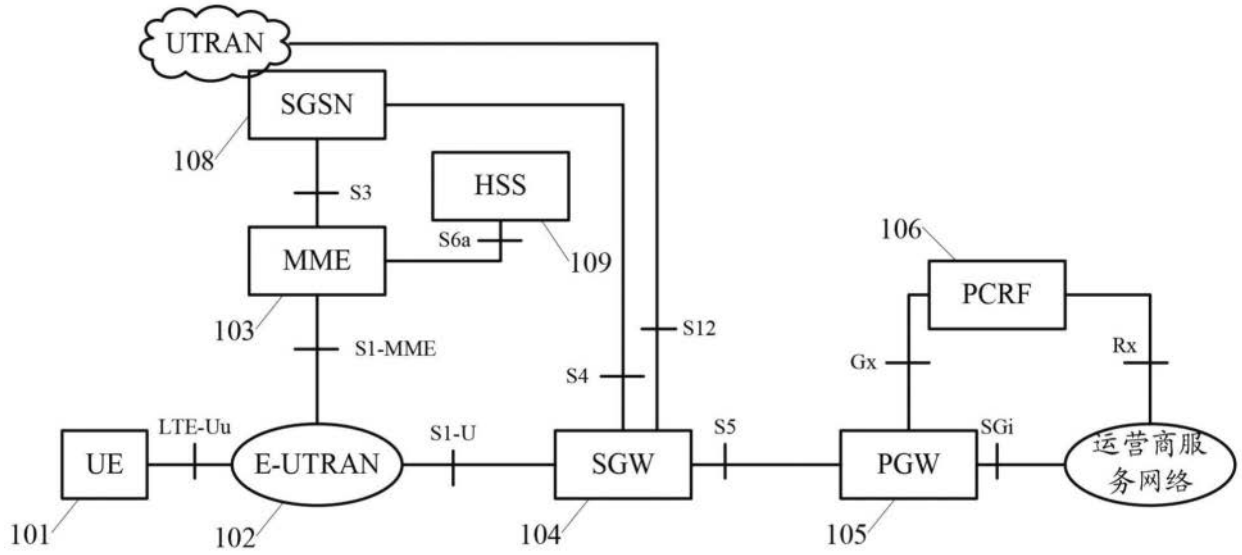 UTRAN
SGSN
108
S3
HSS
S6a
109
MME
103
S1-MME
S12
S4
106
PCRF
Gx
Rx
LTE-Uu
UE
101
E-UTRAN
102
S1-U
SGW
104
S5
PGW
105
SGi
运营商服
务网络